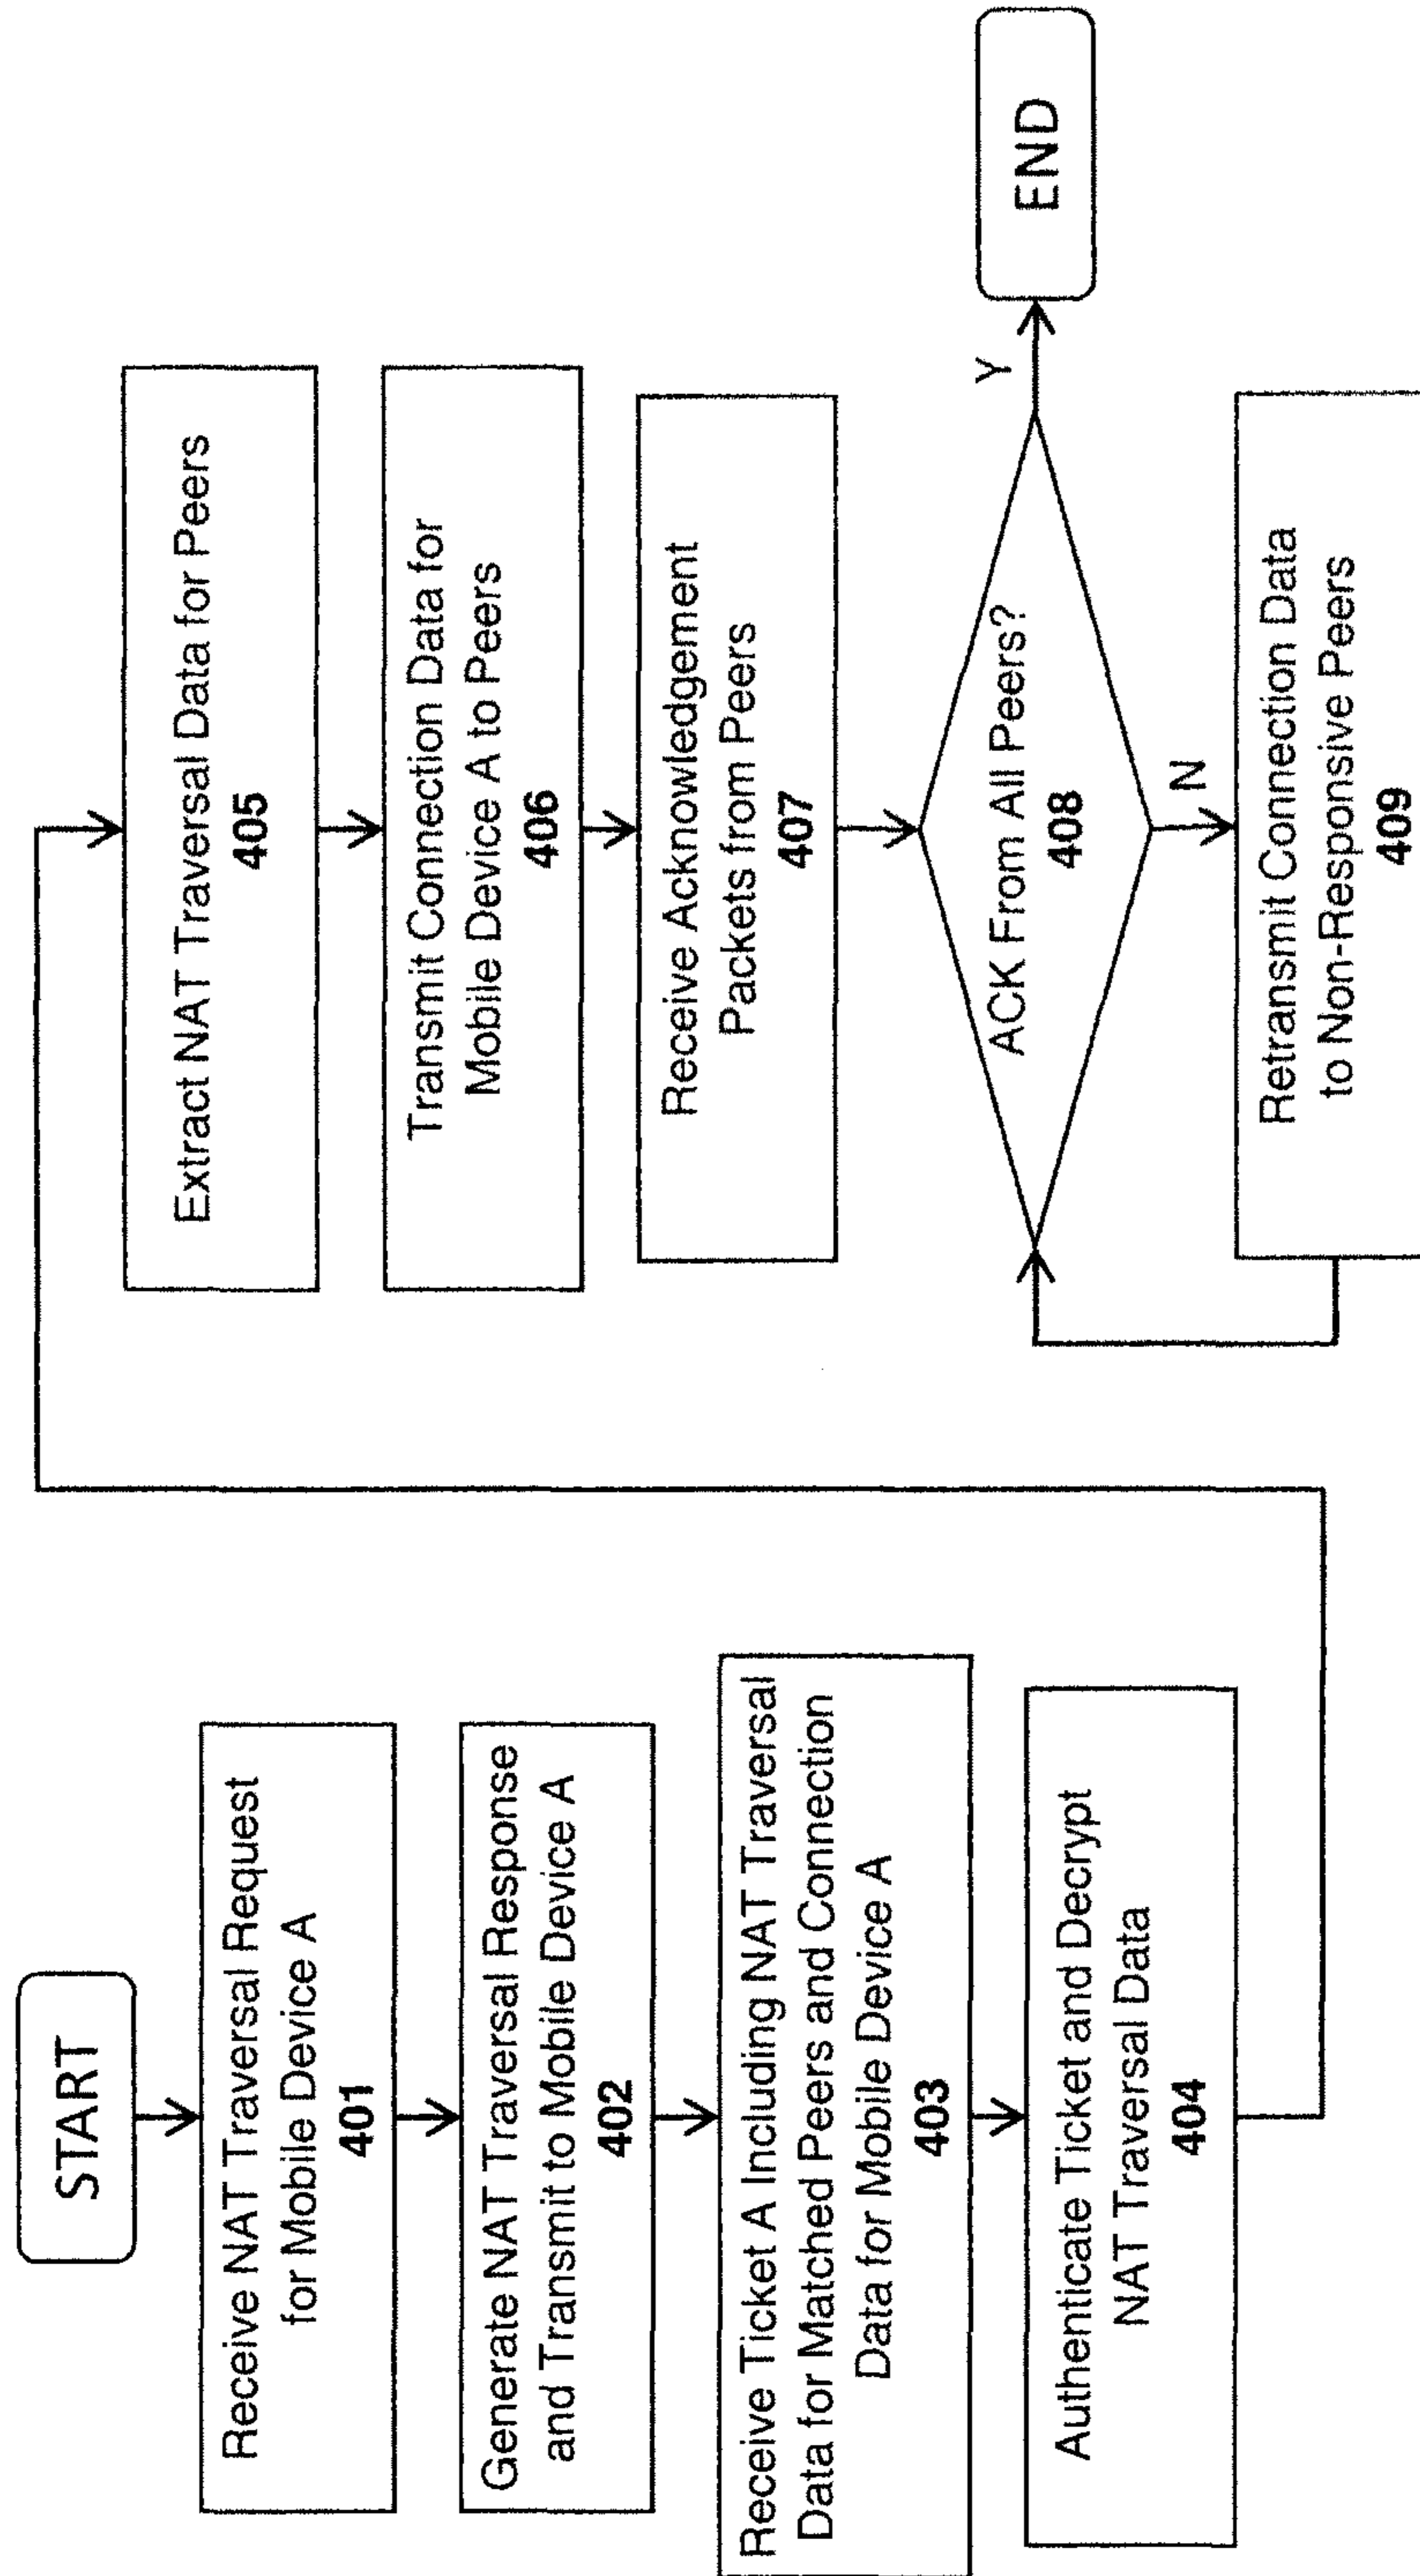 START
Receive NAT Traversal Request
for Mobile Device A
401
Generate NAT Traversal Response
and Transmit to Mobile Device A
402
Receive Ticket A Including NAT Traversal
Data for Matched Peers and Connection
Data for Mobile Device A
403
Authenticate Ticket and Decrypt
NAT Traversal Data
404
Extract NAT Traversal Data for Peers
405
Transmit Connection Data for
Mobile Device A to Peers
406
Receive Acknowledgement
Packets from Peers
407
ACK From All Peers?
408
Y
END
N
Retransmit Connection Data
to Non-Responsive Peers
409